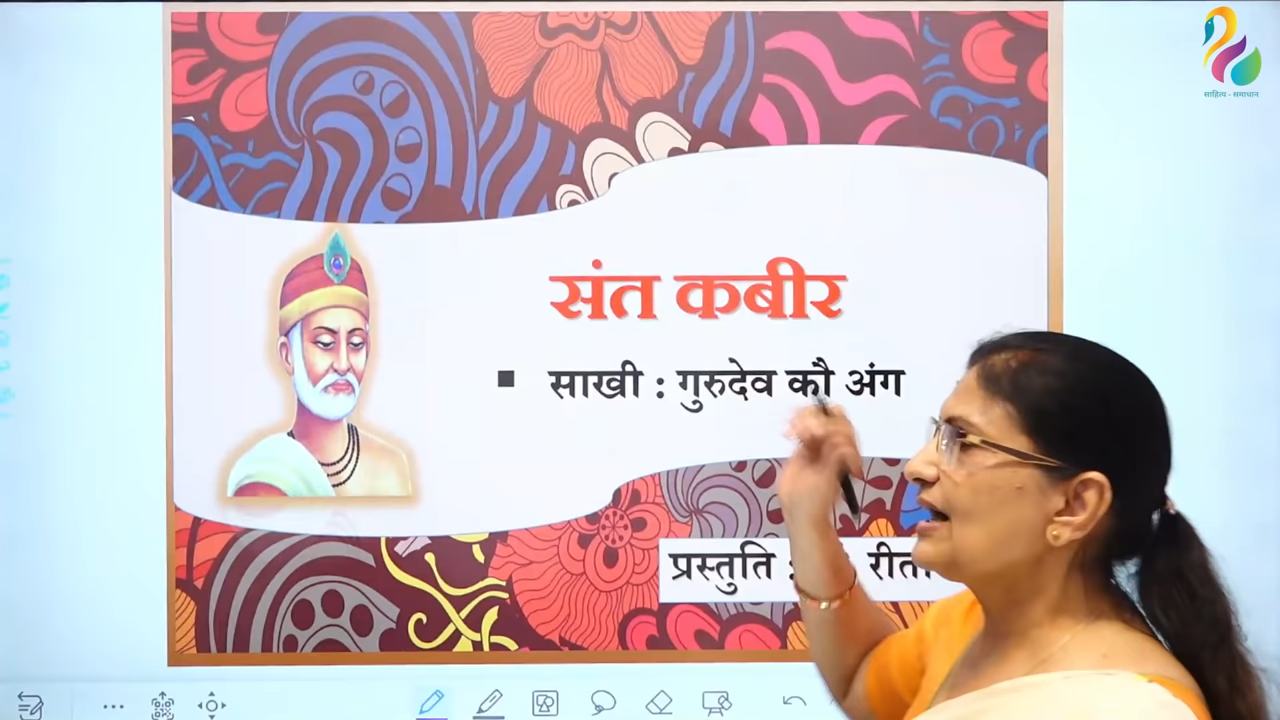 साहित्य - समाधान
संत कबीर
▪ साखी : गुरुदेव कौ अंग
प्रस्तुति : रीता